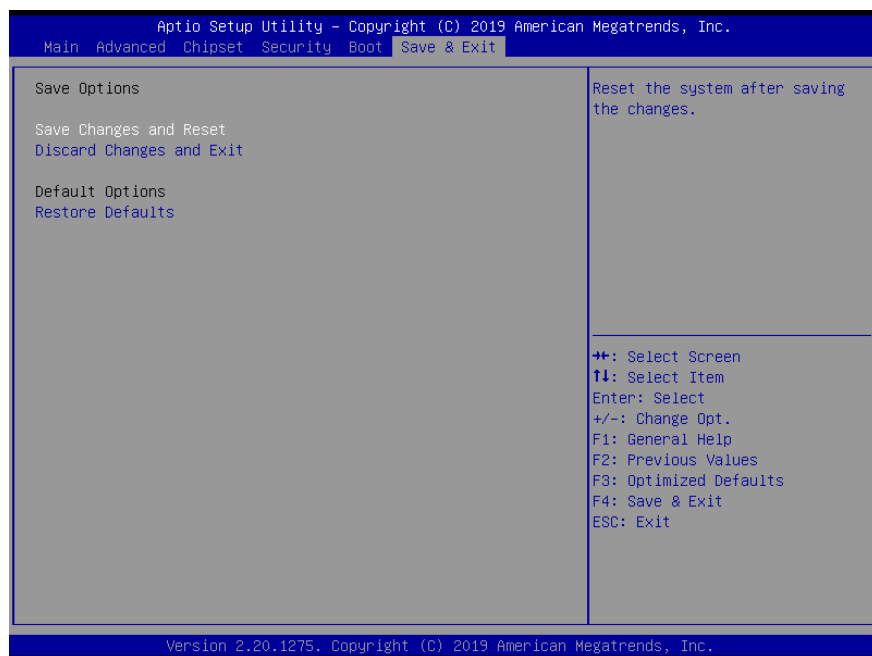 Aptio Setup Utility – Copyright (C) 2019 American Megatrends, Inc.
Main Advanced Chipset Security Boot Save & Exit
Save Options
Save Changes and Reset
Discard Changes and Exit
Default Options
Restore Defaults
Reset the system after saving
the changes.
→←: Select Screen
↑↓: Select Item
Enter: Select
+/-: Change Opt.
F1: General Help
F2: Previous Values
F3: Optimized Defaults
F4: Save & Exit
ESC: Exit
Version 2.20.1275. Copyright (C) 2019 American Megatrends, Inc.